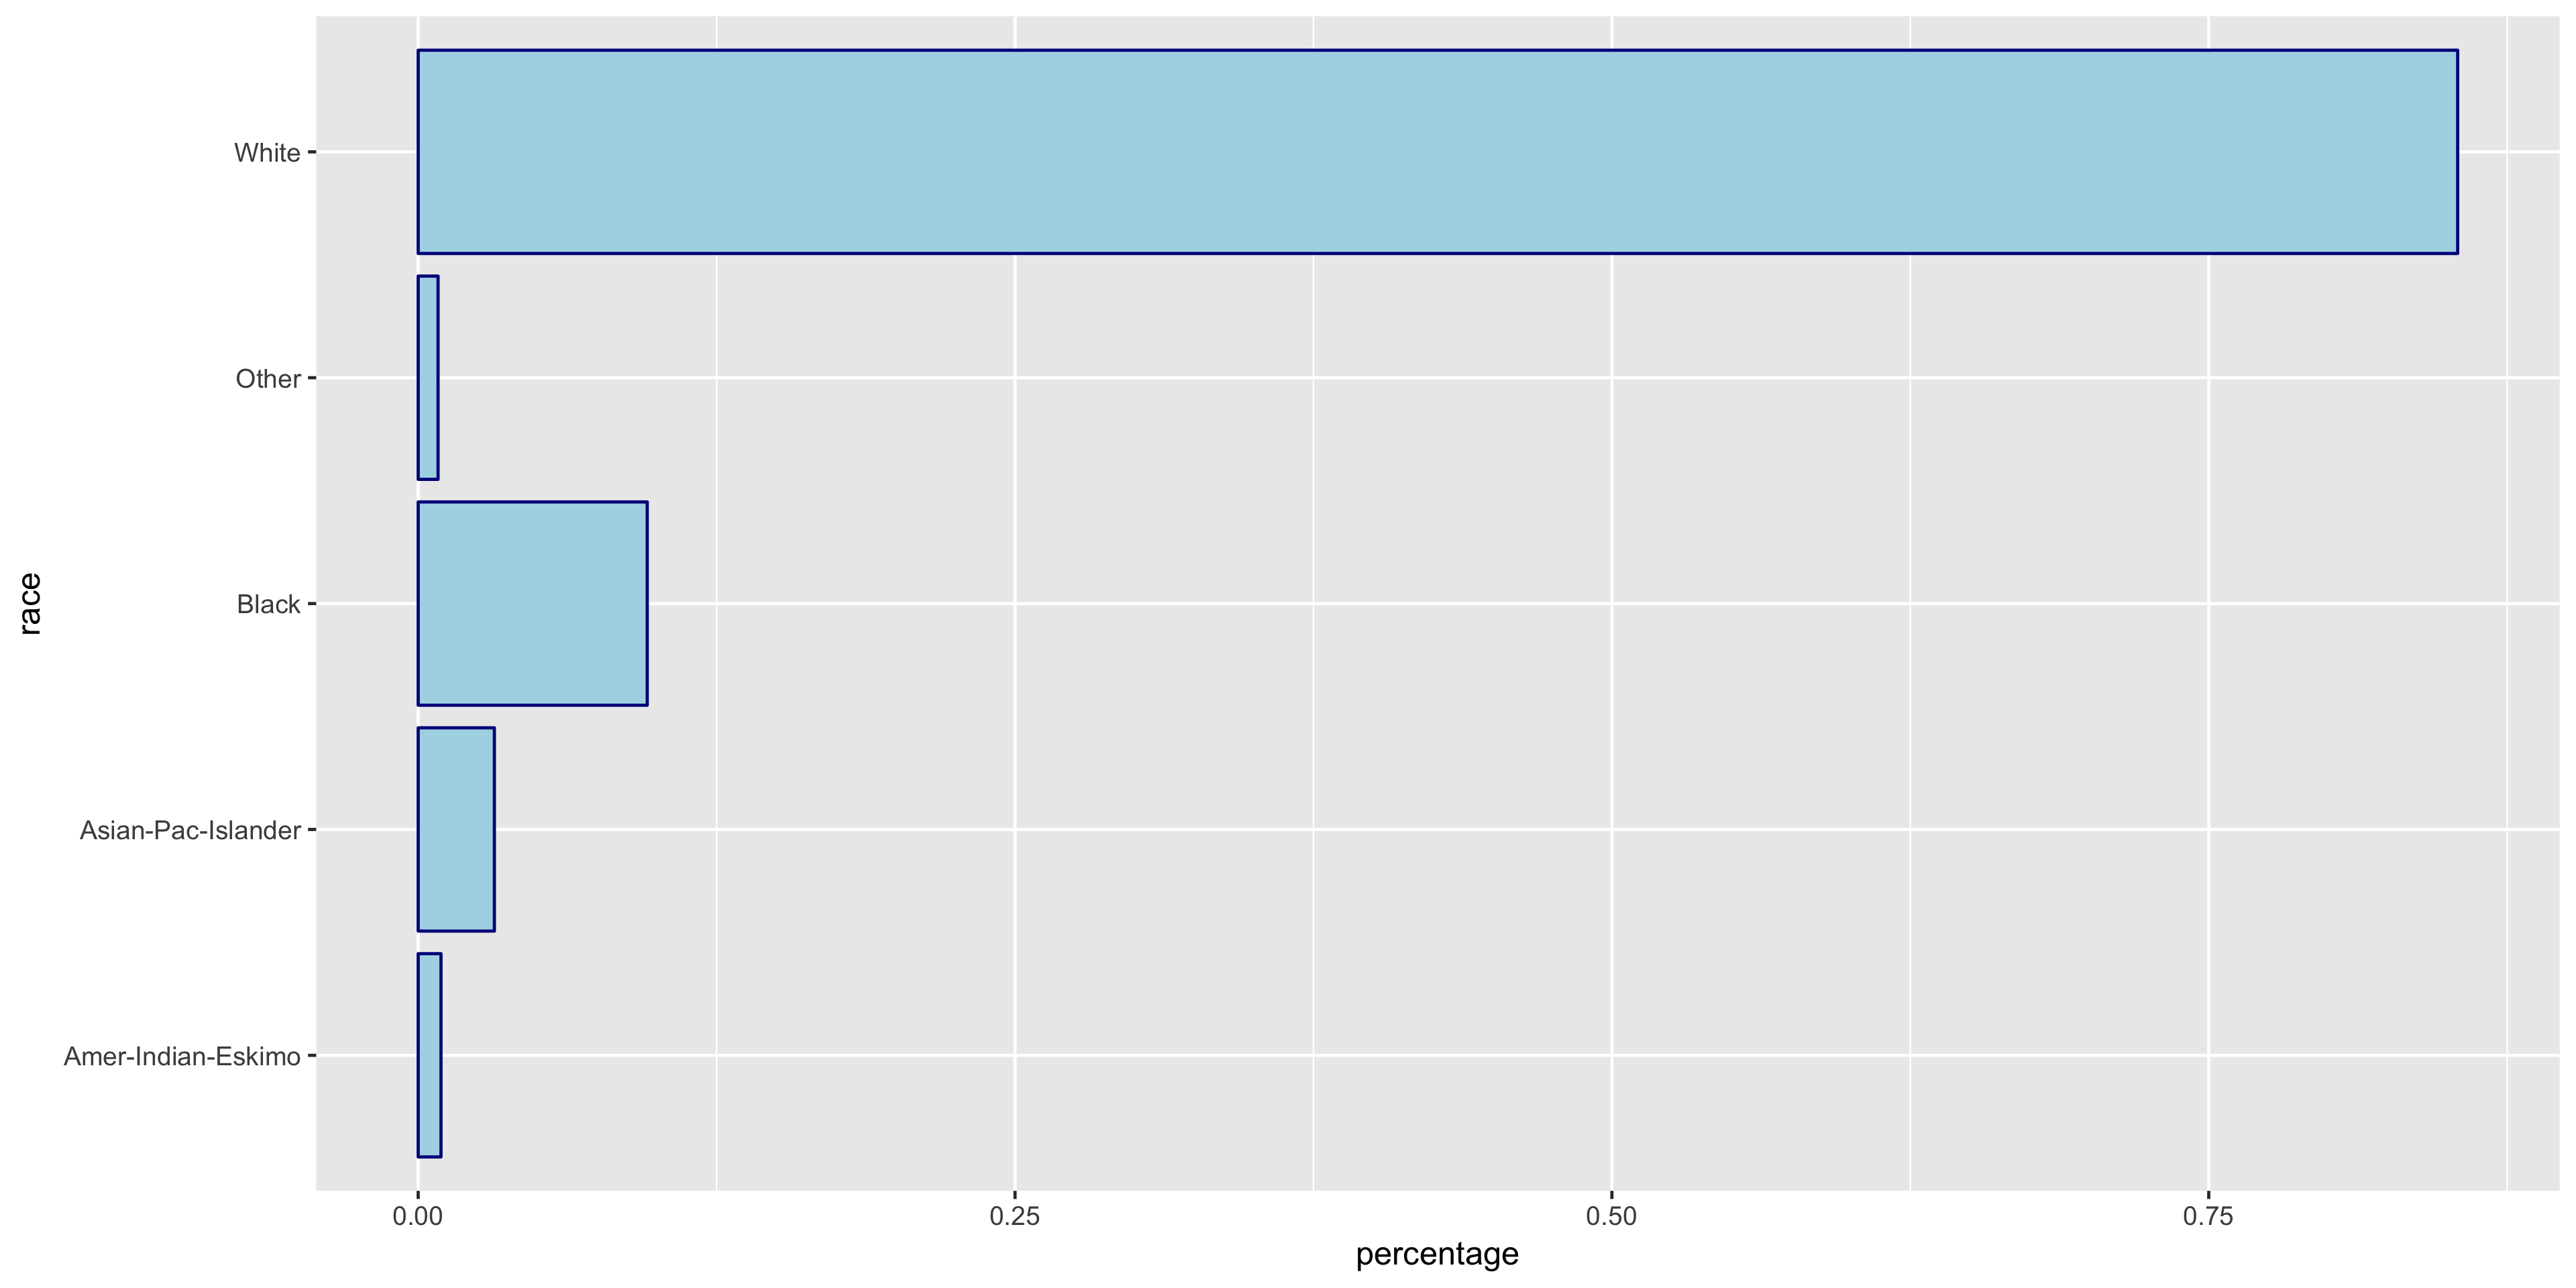 White
Other
Black
race
Asian-Pac-Islander
Amer-Indian-Eskimo
0.00 0.25 0.50 0.75
percentage